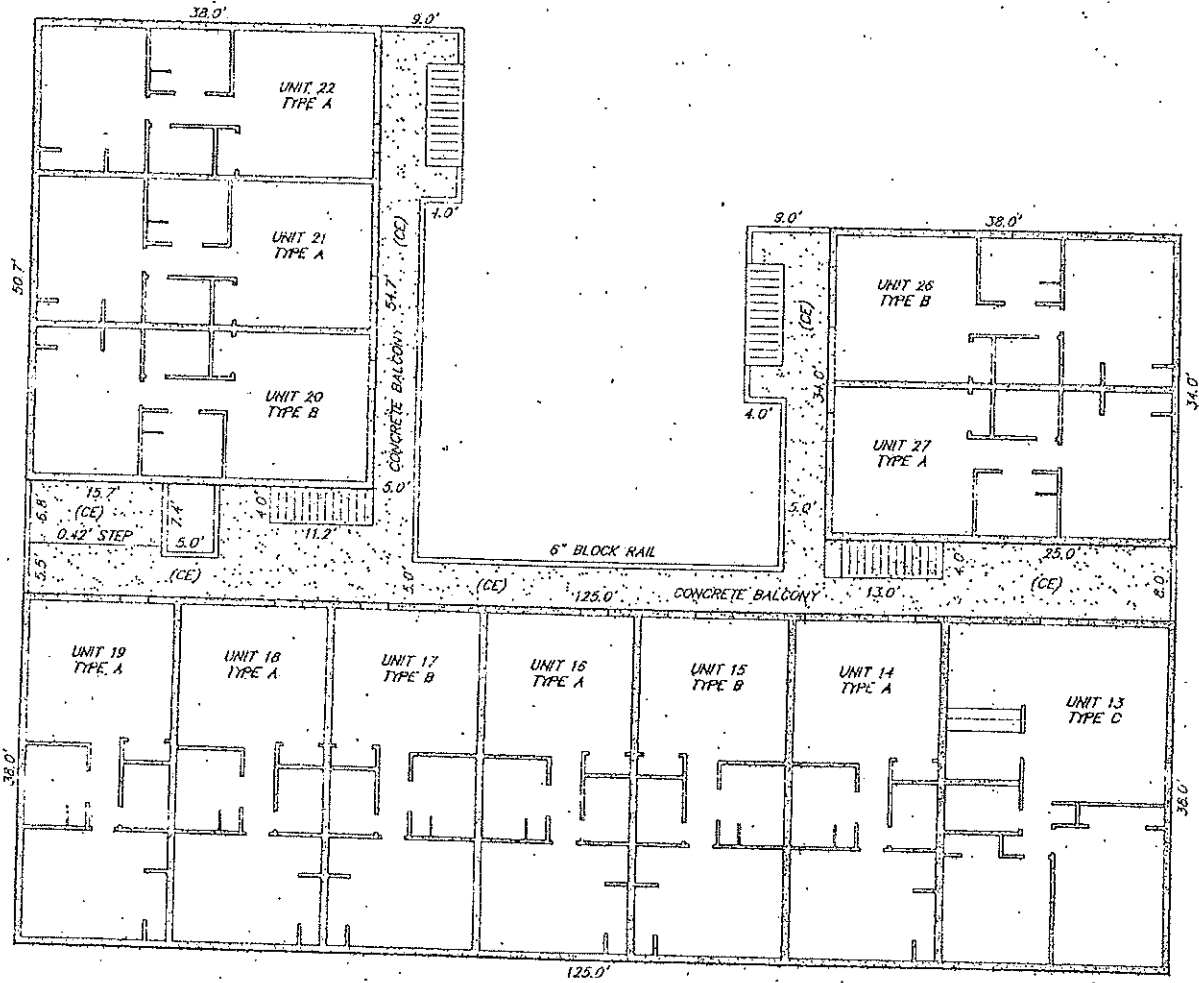 38.0'
9.0'
UNIT 22
TYPE A
4.0'
UNIT 21
TYPE A
(CE)
50.7'
54.7'
CONCRETE BALCONY
UNIT 20
TYPE B
9.0'
38.0'
UNIT 26
TYPE B
(CE)
34.0'
34.0'
4.0'
UNIT 27
TYPE A
5.0'
5.0'
15.7'
(CE)
6.8'
7.4'
4.0'
0.42' STEP
5.0'
11.2'
6" BLOCK RAIL
25.0'
4.0'
5.5'
(CE)
5.0'
(CE)
125.0'
CONCRETE BALCONY
13.0'
(CE)
8.0'
UNIT 19
TYPE A
UNIT 18
TYPE A
UNIT 17
TYPE B
UNIT 16
TYPE A
UNIT 15
TYPE B
UNIT 14
TYPE A
UNIT 13
TYPE C
38.0'
38.0'
125.0'